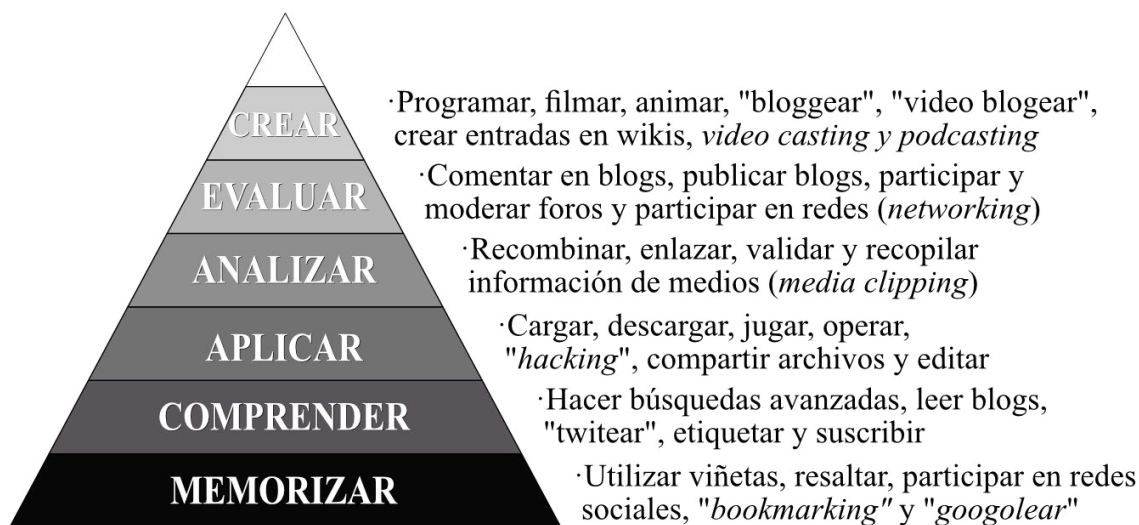 CREAR
·Programar, filmar, animar, "bloggear", "video blogear",
crear entradas en wikis, video casting y podcasting
EVALUAR
·Comentar en blogs, publicar blogs, participar y
moderar foros y participar en redes (networking)
ANALIZAR
·Recombinar, enlazar, validar y recopilar
información de medios (media clipping)
APLICAR
·Cargar, descargar, jugar, operar,
"hacking", compartir archivos y editar
COMPRENDER
·Hacer búsquedas avanzadas, leer blogs,
"twitear", etiquetar y suscribir
MEMORIZAR
·Utilizar viñetas, resaltar, participar en redes
sociales, "bookmarking" y "googolear"